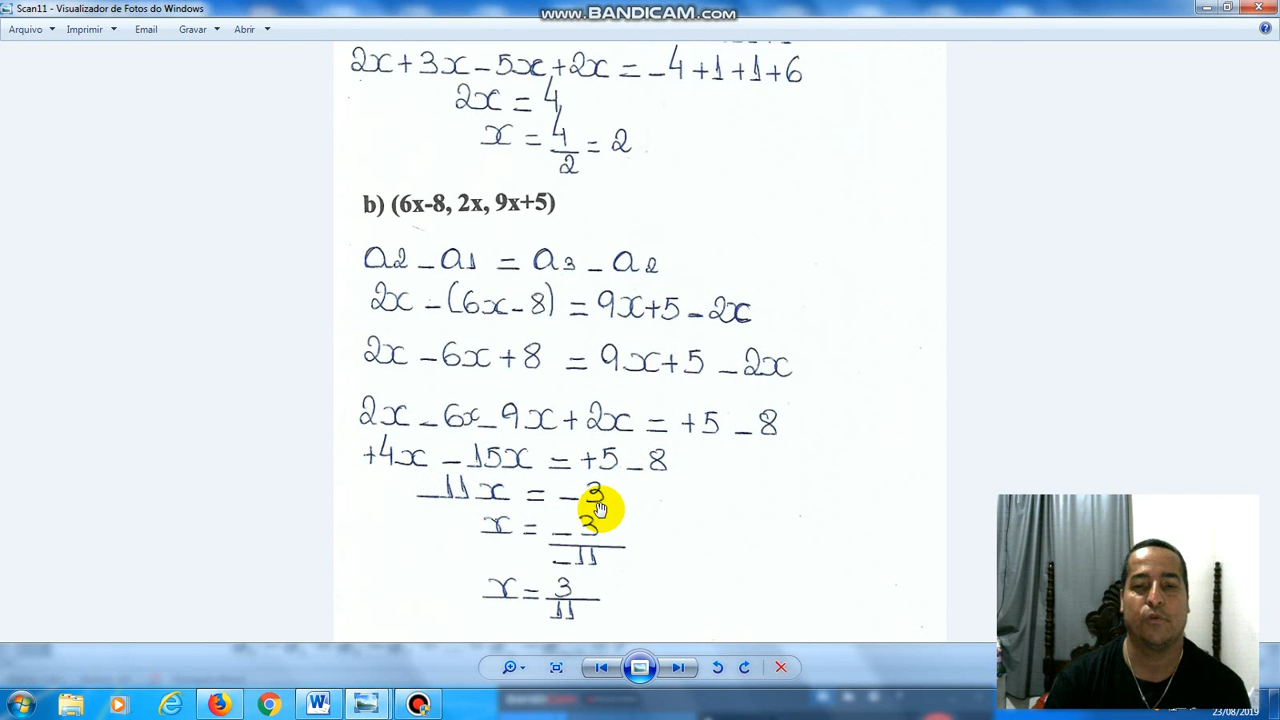 Scan11 - Visualizador de Fotos do Windows
www.BANDICAM.com
Arquivo Imprimir Email Gravar Abrir
2x+3x-5x+2x=-4+1+1+6
2x=4
x=4/2=2
b) (6x-8, 2x, 9x+5)
a2-a1=a3-a2
2x-(6x-8)=9x+5-2x
2x-6x+8=9x+5-2x
2x-6x-9x+2x=+5-8
+4x-15x=+5-8
-11x=-3
x=-3/-11
x=3/11
23/08/2019